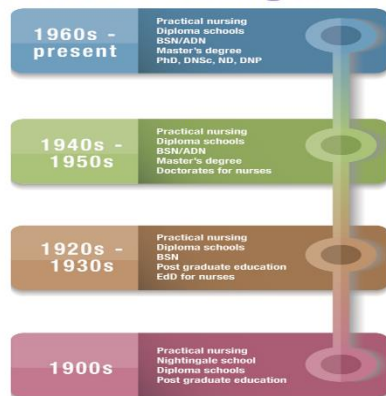 1960s -
present
Practical nursing
Diploma schools
BSN/ADN
Master's degree
PhD, DNSc, ND, DNP
1940s -
1950s
Practical nursing
Diploma schools
BSN/ADN
Master's degree
Doctorates for nurses
1920s -
1930s
Practical nursing
Diploma schools
BSN
Post graduate education
EdD for nurses
1900s
Practical nursing
Nightingale school
Diploma schools
Post graduate education